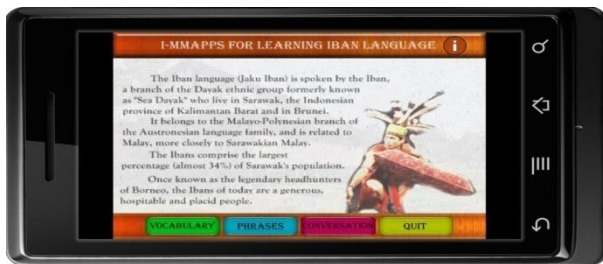 I-MMAPPS FOR LEARNING IBAN LANGUAGE i
The Iban language (Jaku Iban) is spoken by the Iban,
a branch of the Dayak ethnic group formerly known
as "Sea Dayak" who live in Sarawak, the Indonesian
province of Kalimantan Barat and in Brunei.
It belongs to the Malayo-Polynesian branch of
the Austronesian language family, and is related to
Malay, more closely to Sarawakian Malay.
The Ibans comprise the largest
percentage (almost 34%) of Sarawak's population.
Once known as the legendary headhunters
of Borneo, the Ibans of today are a generous,
hospitable and placid people.
VOCABULARY PHRASES CONVERSATION QUIT